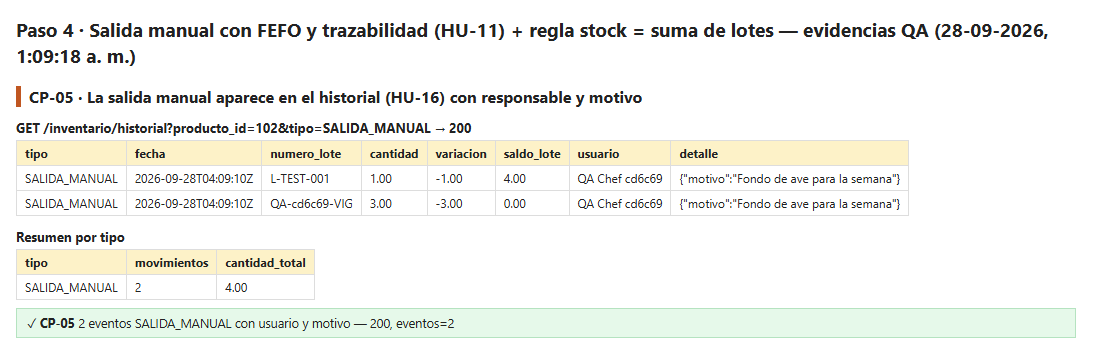 Paso 4 · Salida manual con FEFO y trazabilidad (HU-11) + regla stock = suma de lotes — evidencias QA (28-09-2026,
1:09:18 a. m.)
CP-05 · La salida manual aparece en el historial (HU-16) con responsable y motivo
GET /inventario/historial?producto_id=102&tipo=SALIDA_MANUAL → 200
tipo fecha numero_lote cantidad variacion saldo_lote usuario detalle
SALIDA_MANUAL 2026-09-28T04:09:10Z L-TEST-001 1.00 -1.00 4.00 QA Chef cd6c69 {"motivo":"Fondo de ave para la semana"}
SALIDA_MANUAL 2026-09-28T04:09:10Z QA-cd6c69-VIG 3.00 -3.00 0.00 QA Chef cd6c69 {"motivo":"Fondo de ave para la semana"}
Resumen por tipo
tipo movimientos cantidad_total
SALIDA_MANUAL 2 4.00
✓ CP-05 2 eventos SALIDA_MANUAL con usuario y motivo — 200, eventos=2